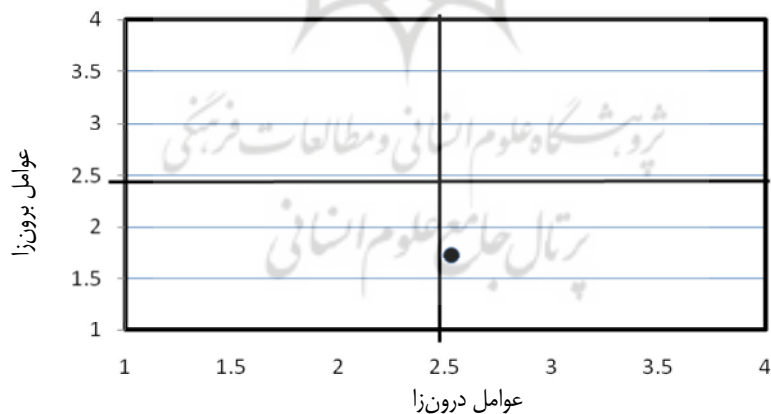 4
3.5
3
2.5
2
1.5
1
عوامل برون‌زا
پژوهشگاه علوم انسانی و مطالعات فرهنگی
پرتال جامع علوم انسانی
1 1.5 2 2.5 3 3.5 4
عوامل درون‌زا